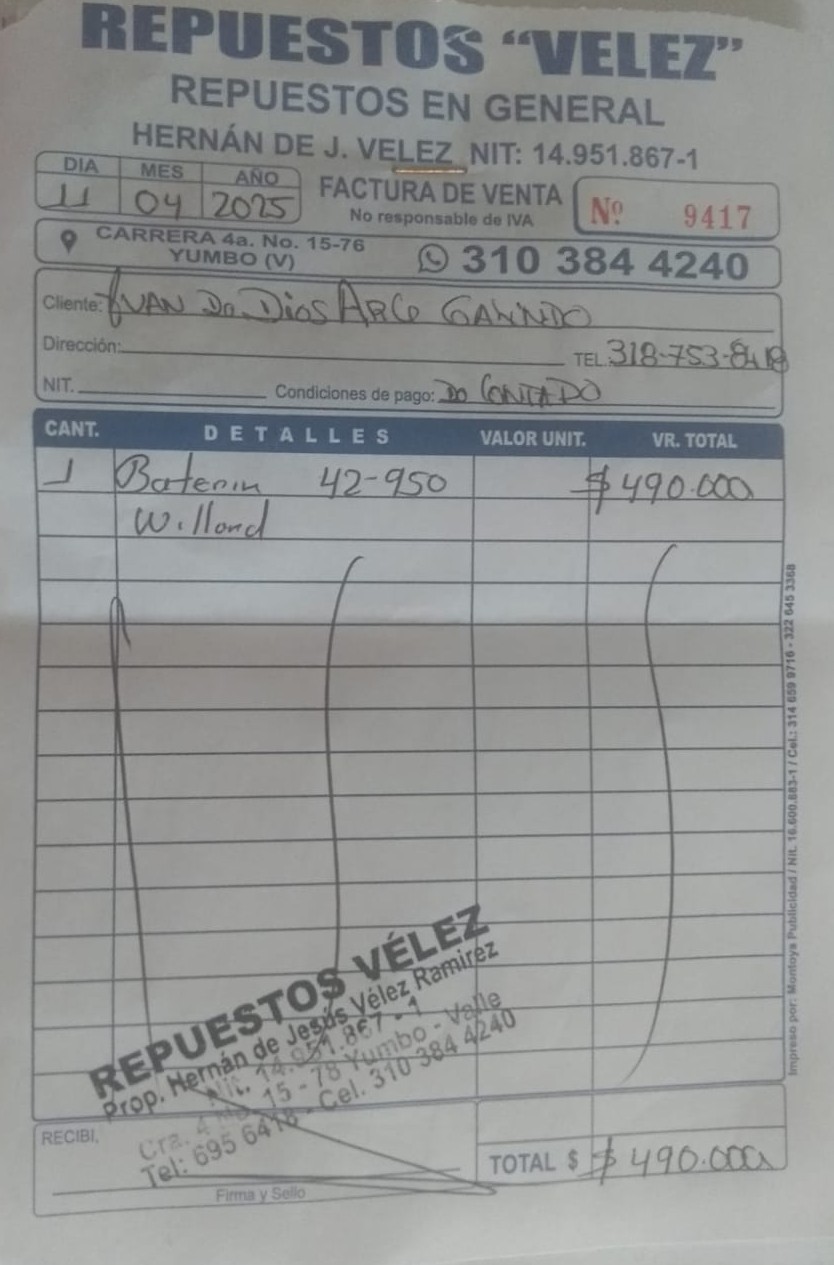 REPUESTOS "VELEZ"
REPUESTOS EN GENERAL
HERNÁN DE J. VELEZ NIT: 14.951.867-1
DIA MES AÑO
11 04 2025
FACTURA DE VENTA
No responsable de IVA
Nº 9417
CARRERA 4a. No. 15-76
YUMBO (V)
310 384 4240
Cliente: JUAN De Dios ARCE GALINDO
Dirección: TEL. 318-753-8418
NIT. Condiciones de pago: De CONTADO
CANT. DETALLES VALOR UNIT. VR. TOTAL
1 Bateria 42-950 $490.000
Willard
Impreso por: Montoya Publicidad / Nit. 16.600.883-1 / Cel.: 314 659 9716 - 322 645 3368
REPUESTOS VÉLEZ
Prop. Hernán de Jesús Vélez Ramirez
Nit. 14.951.867 - 1
Cra. 4 No. 15 - 78 Yumbo - Valle
Tel: 695 6418 - Cel. 310 384 4240
RECIBI,
Firma y Sello
TOTAL $ $490.000